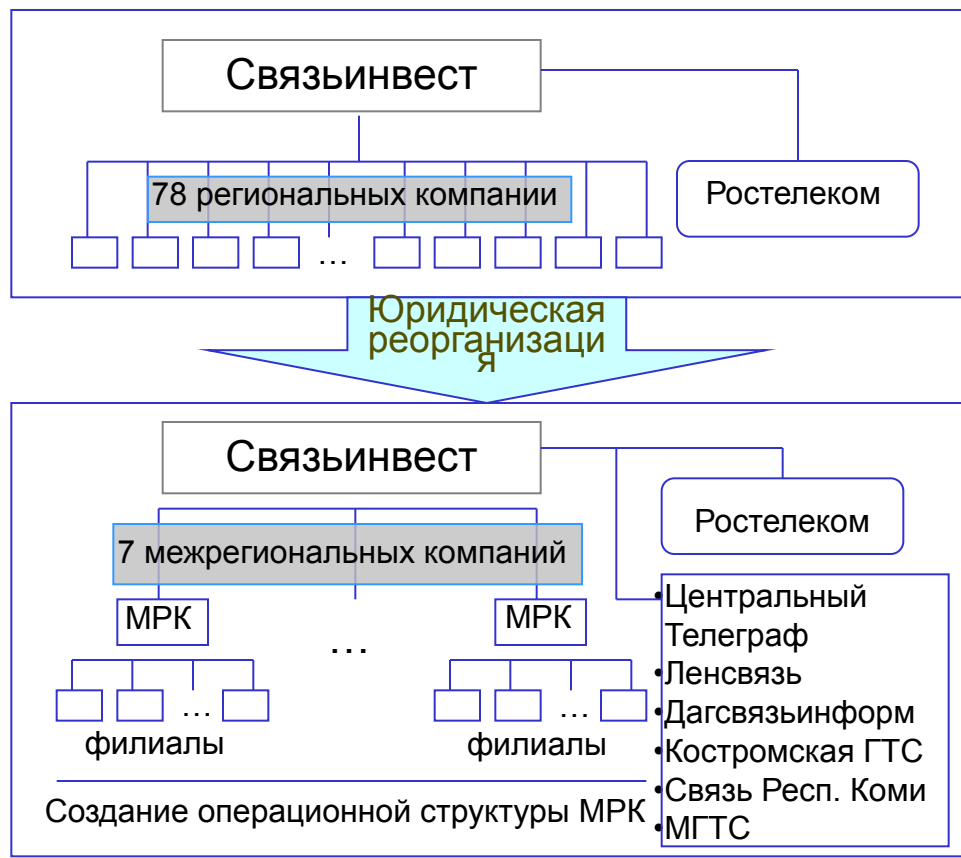 Связьинвест
78 региональных компании
Ростелеком
...
Юридическая
реорганизаци
я
Связьинвест
Ростелеком
7 межрегиональных компаний
МРК
...
МРК
...
...
филиалы
филиалы
•Центральный
Телеграф
•Ленсвязь
•Дагсвязьинформ
•Костромская ГТС
•Связь Респ. Коми
•МГТС
Создание операционной структуры МРК